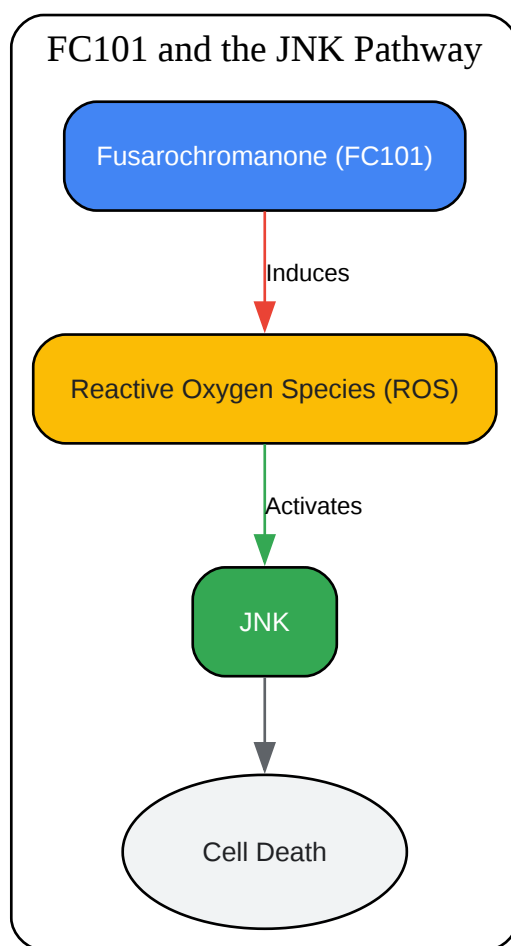 FC101 and the JNK Pathway
Fusarochromanone (FC101)
Induces
Reactive Oxygen Species (ROS)
Activates
JNK
Cell Death